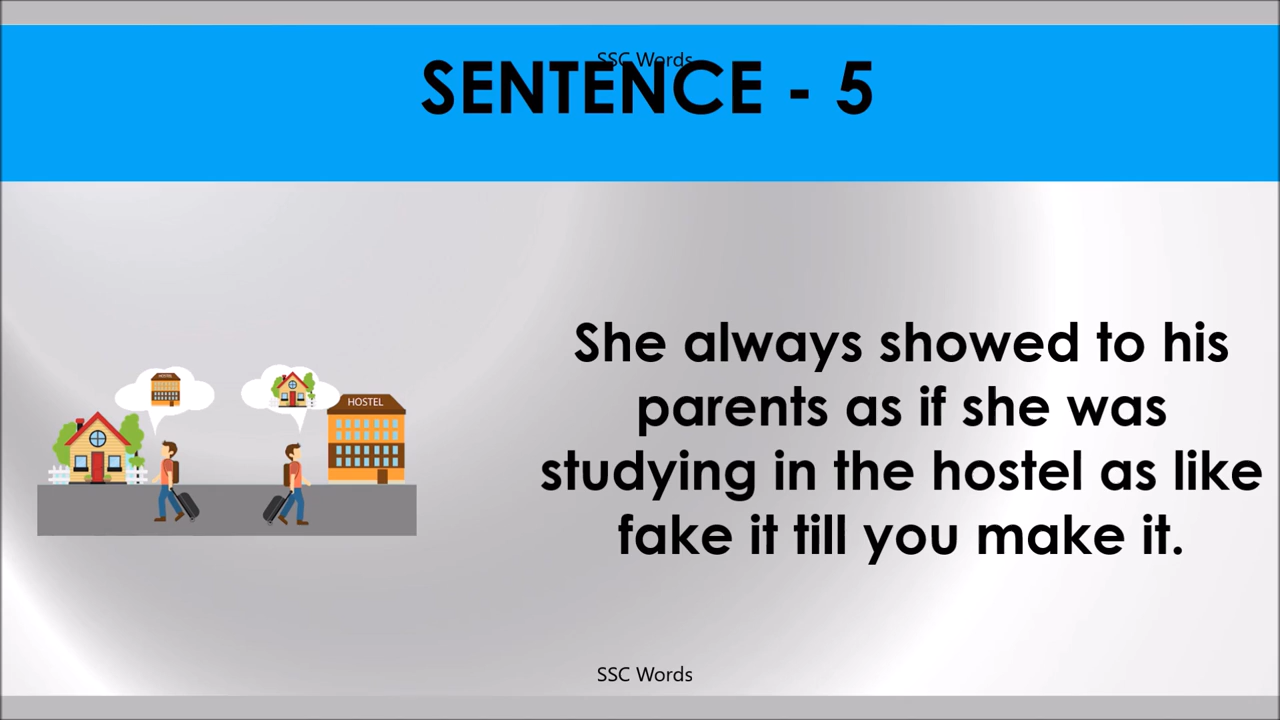 SSC Words
SENTENCE - 5
HOSTEL
She always showed to his
parents as if she was
studying in the hostel as like
fake it till you make it.
SSC Words